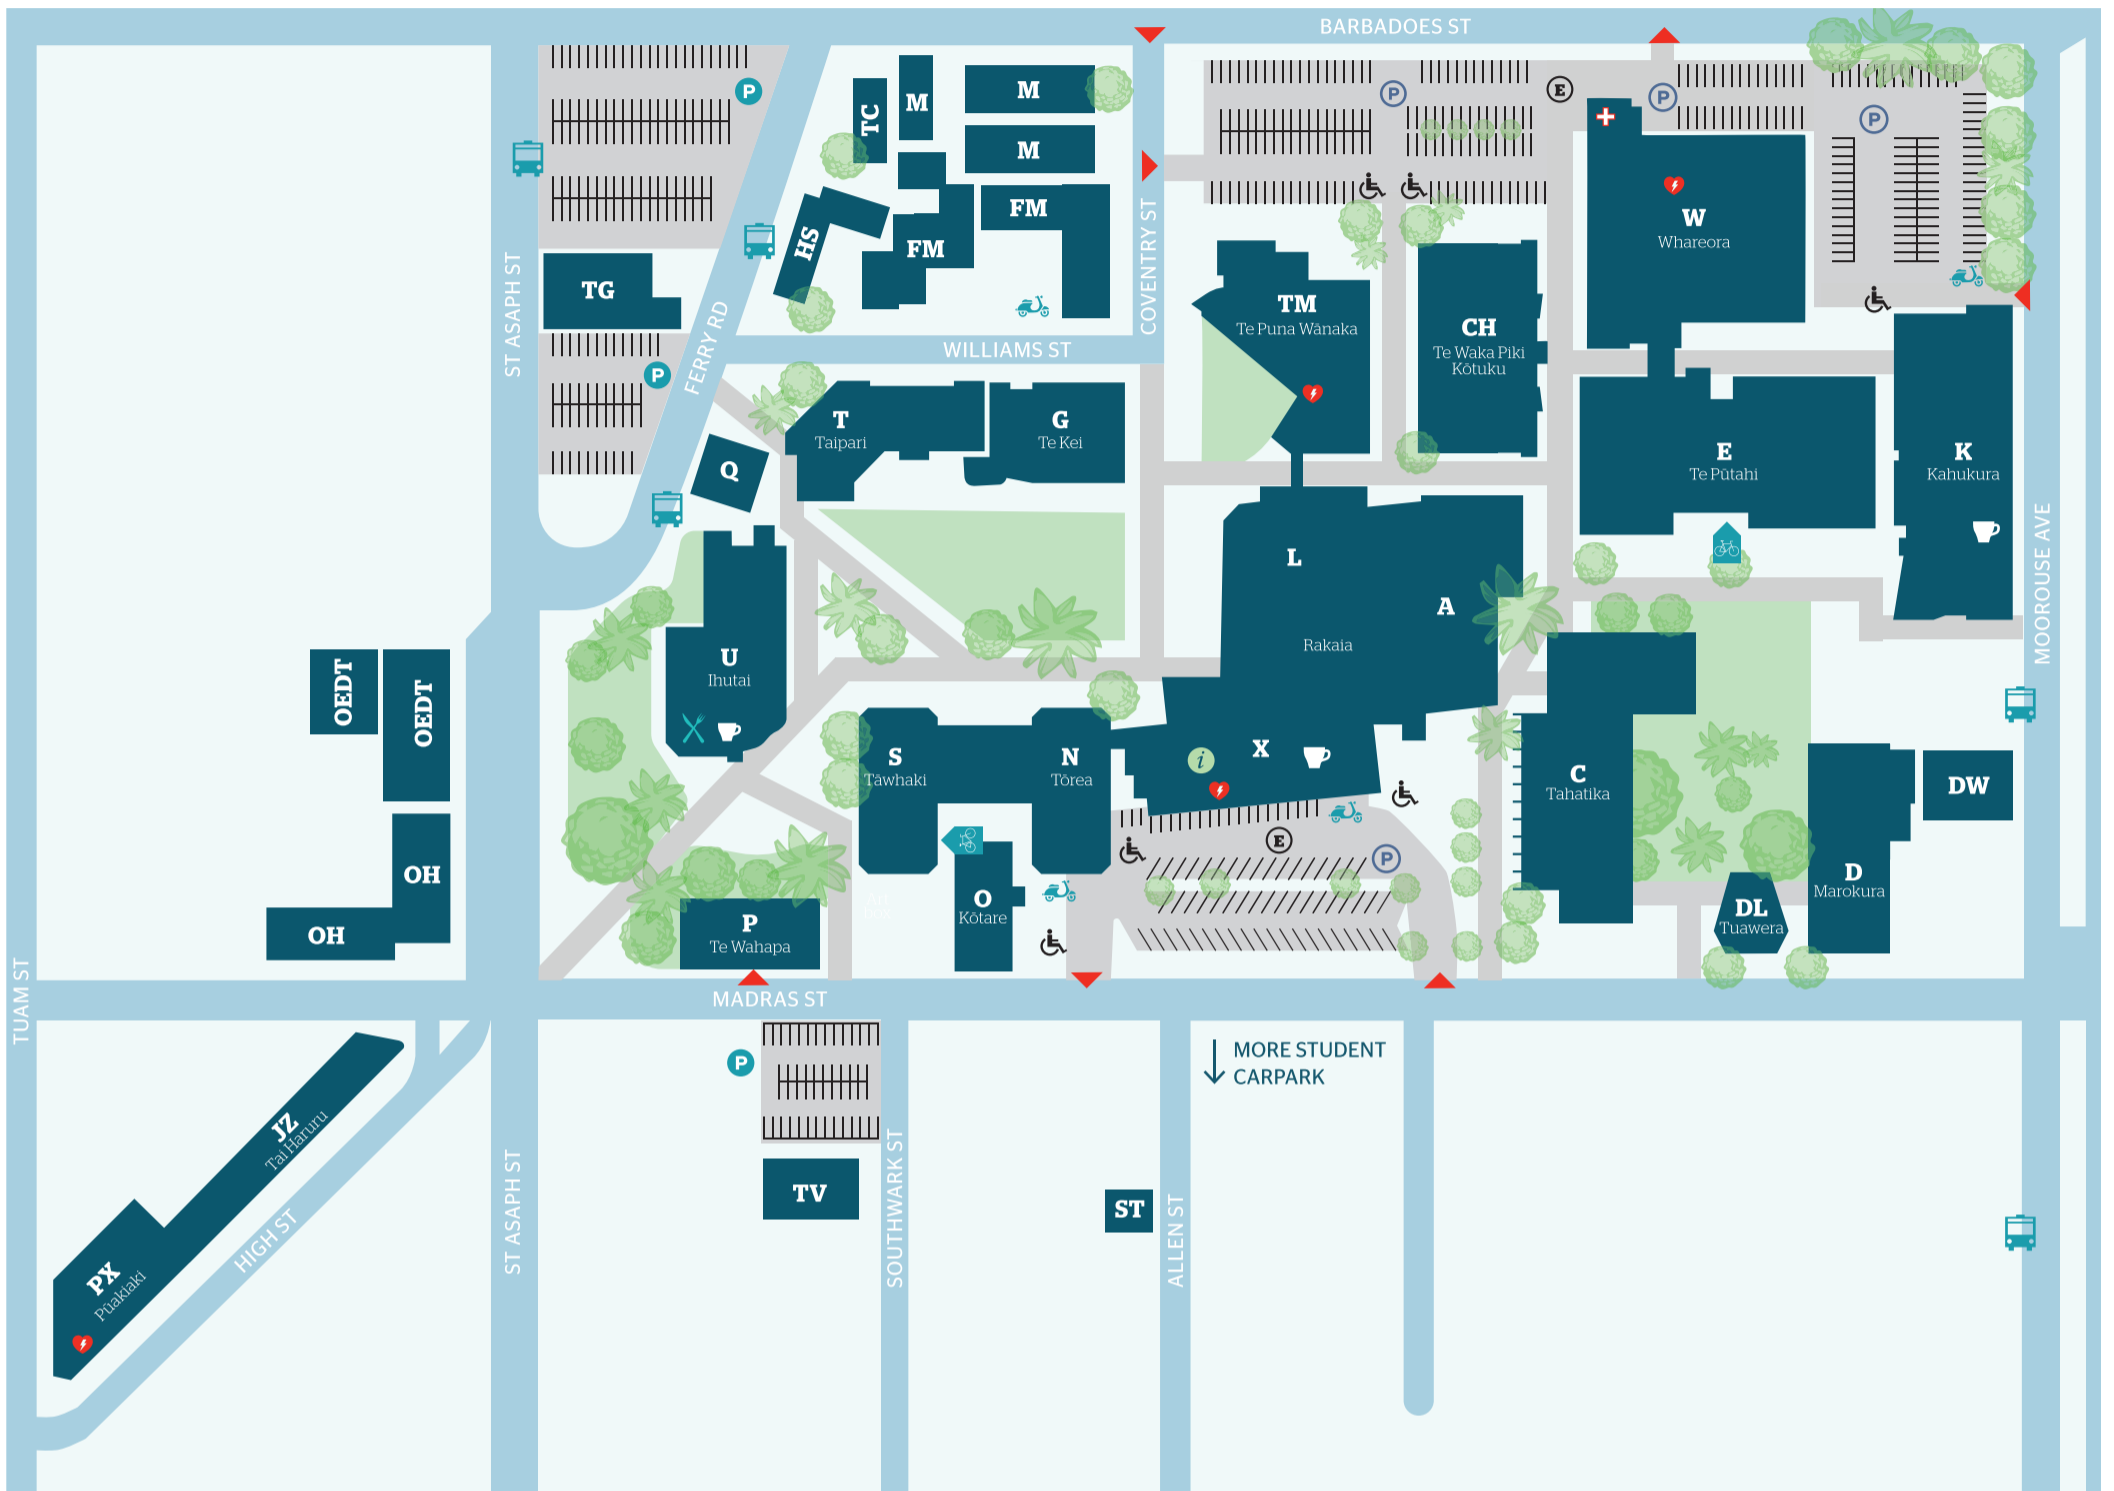 BARBADOES ST
P
TC
M
M
M
P
E
P
P
COVENTRY ST
HS
FM
FM
W
Whareora
ST ASAPH ST
TG
TM
Te Puna Wānaka
CH
Te Waka Piki
Kōtuku
FERRY RD
WILLIAMS ST
P
T
Taipari
G
Te Kei
Q
E
Te Pūtahi
K
Kahukura
MOOROUSE AVE
L
A
Rakaia
U
Ihutai
OEDT
OEDT
S
Tāwhaki
N
Tōrea
i
X
C
Tahatika
DW
E
P
OH
OH
P
Te Wahapa
O
Kōtare
D
Marokura
DL
Tuawera
TUAM ST
MADRAS ST
P
MORE STUDENT
CARPARK
JZ
Tai Haruru
HIGH ST
PX
Pūakiaki
ST ASAPH ST
TV
SOUTHWARK ST
ST
ALLEN ST